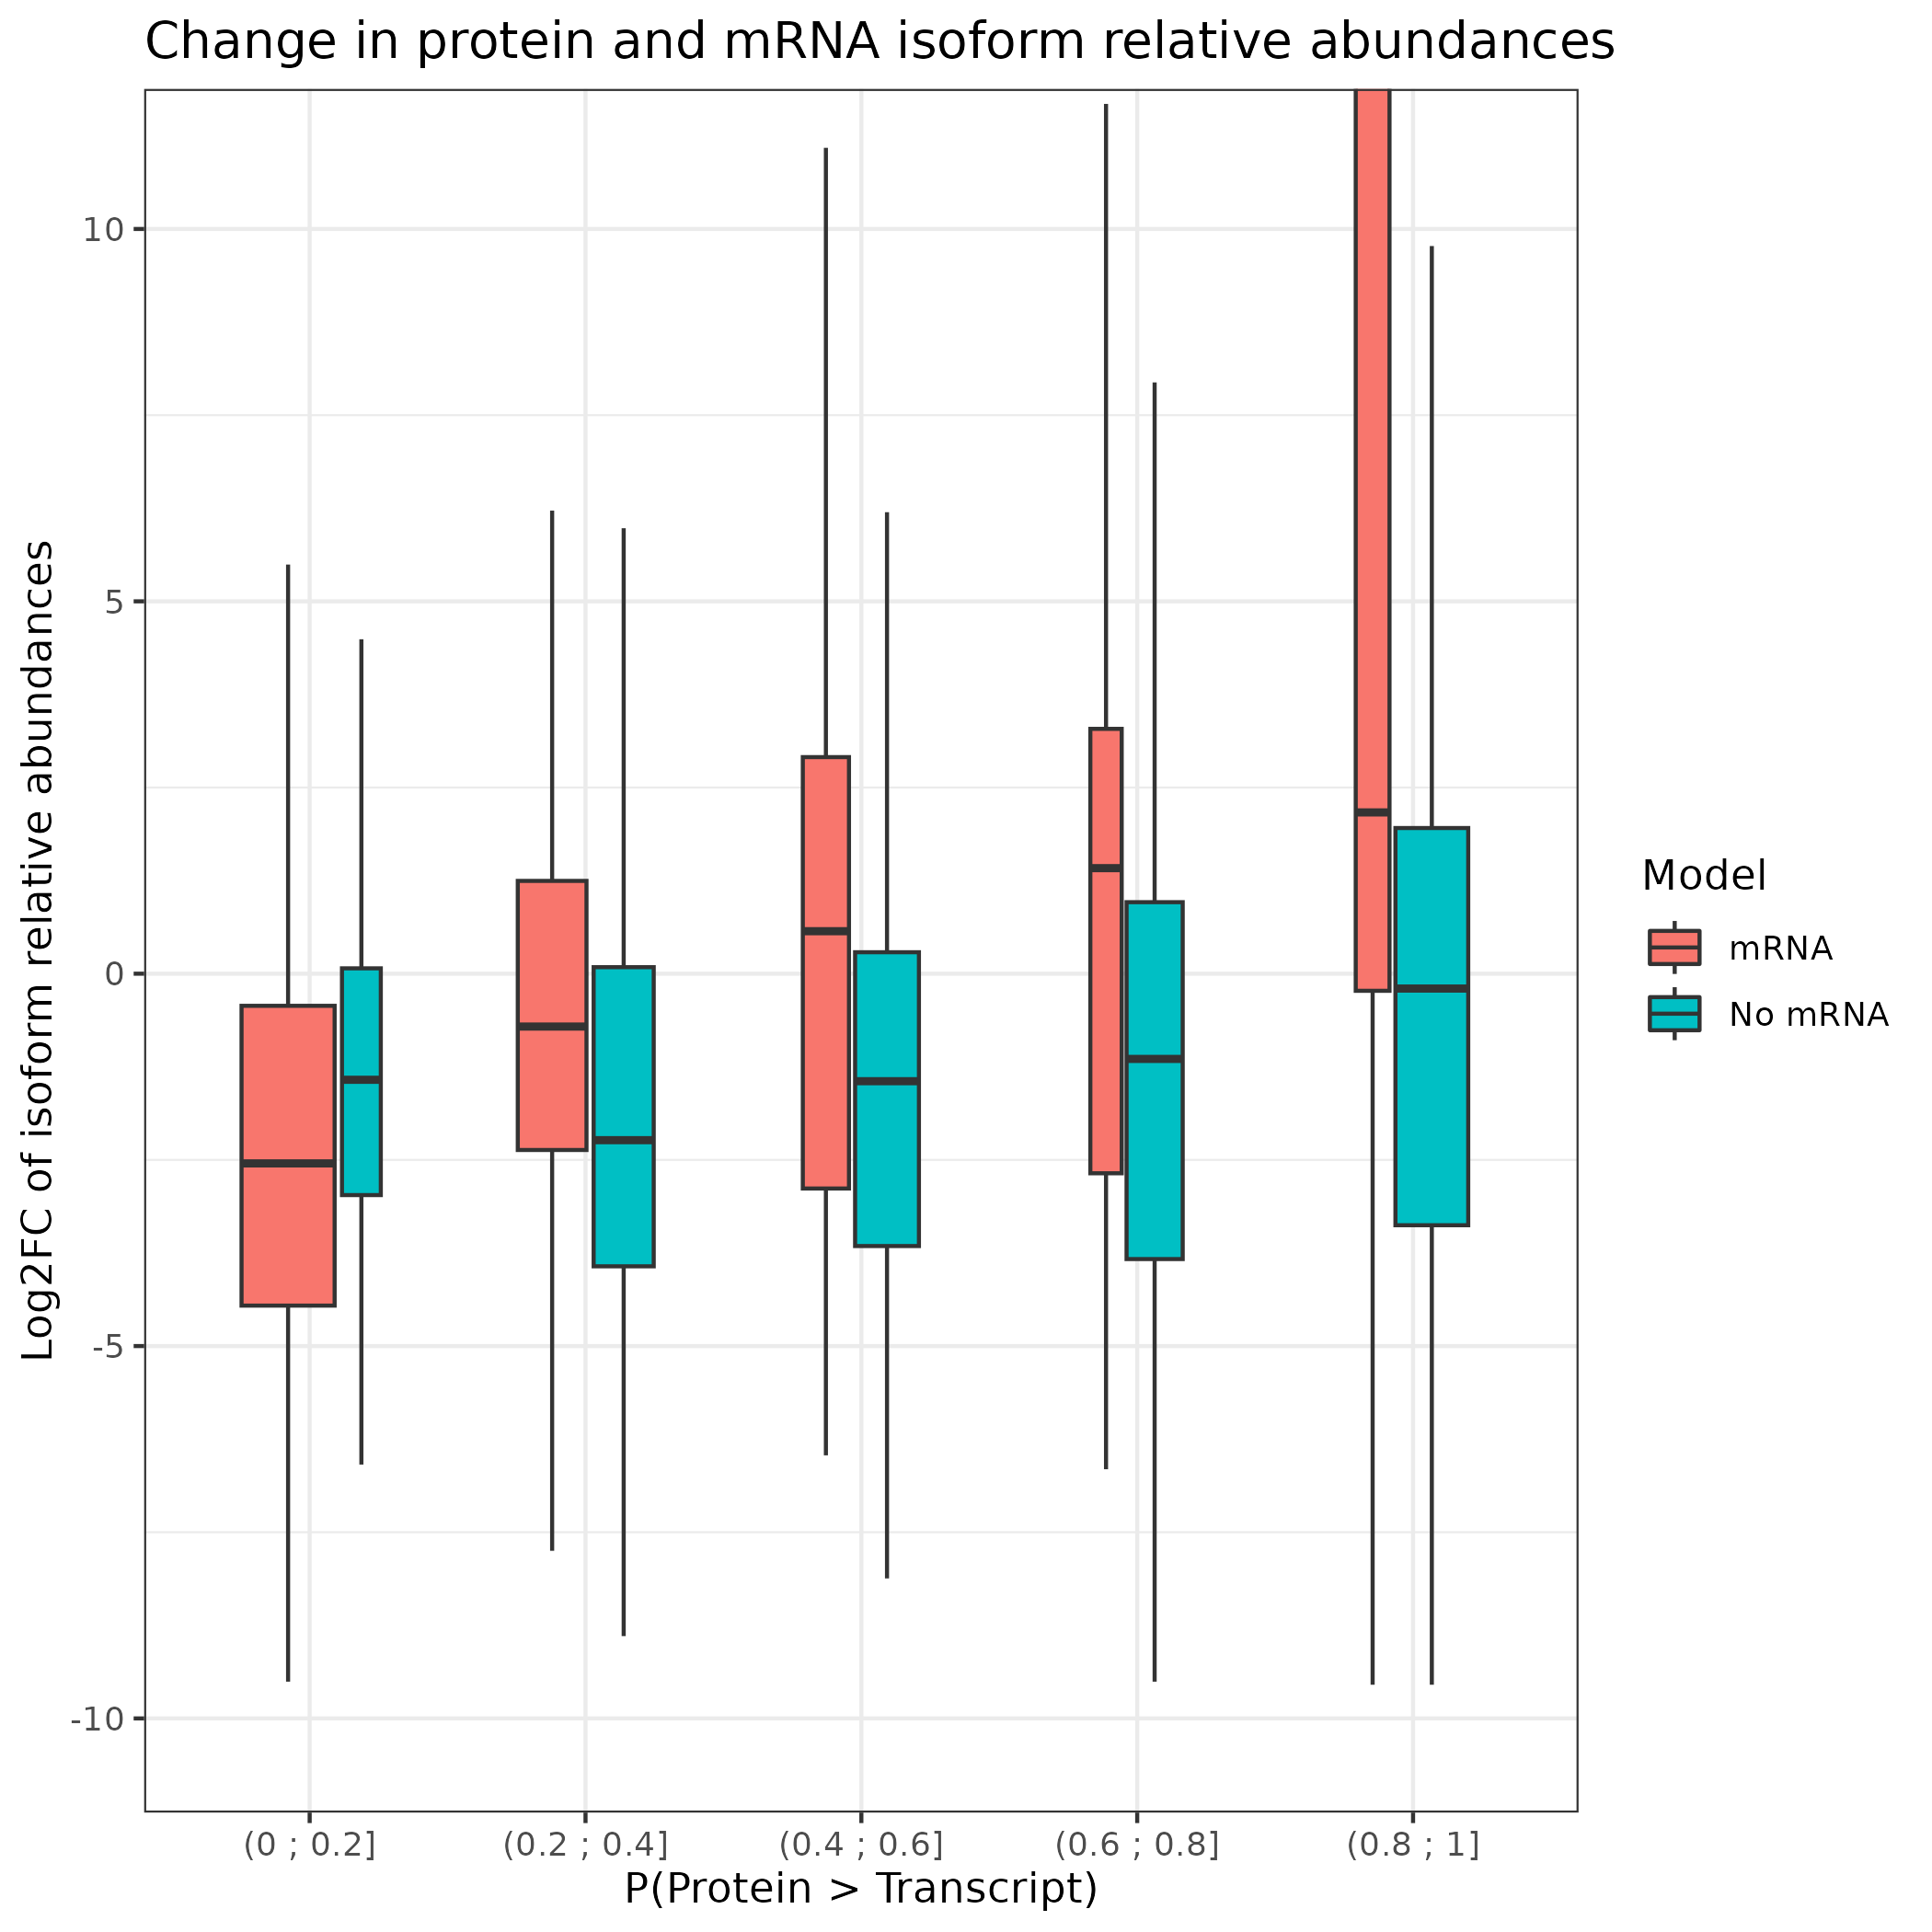 Change in protein and mRNA isoform relative abundances
Log2FC of isoform relative abundances
10
5
0
-5
-10
(0 ; 0.2]
(0.2 ; 0.4]
(0.4 ; 0.6]
(0.6 ; 0.8]
(0.8 ; 1]
P(Protein > Transcript)
Model
mRNA
No mRNA